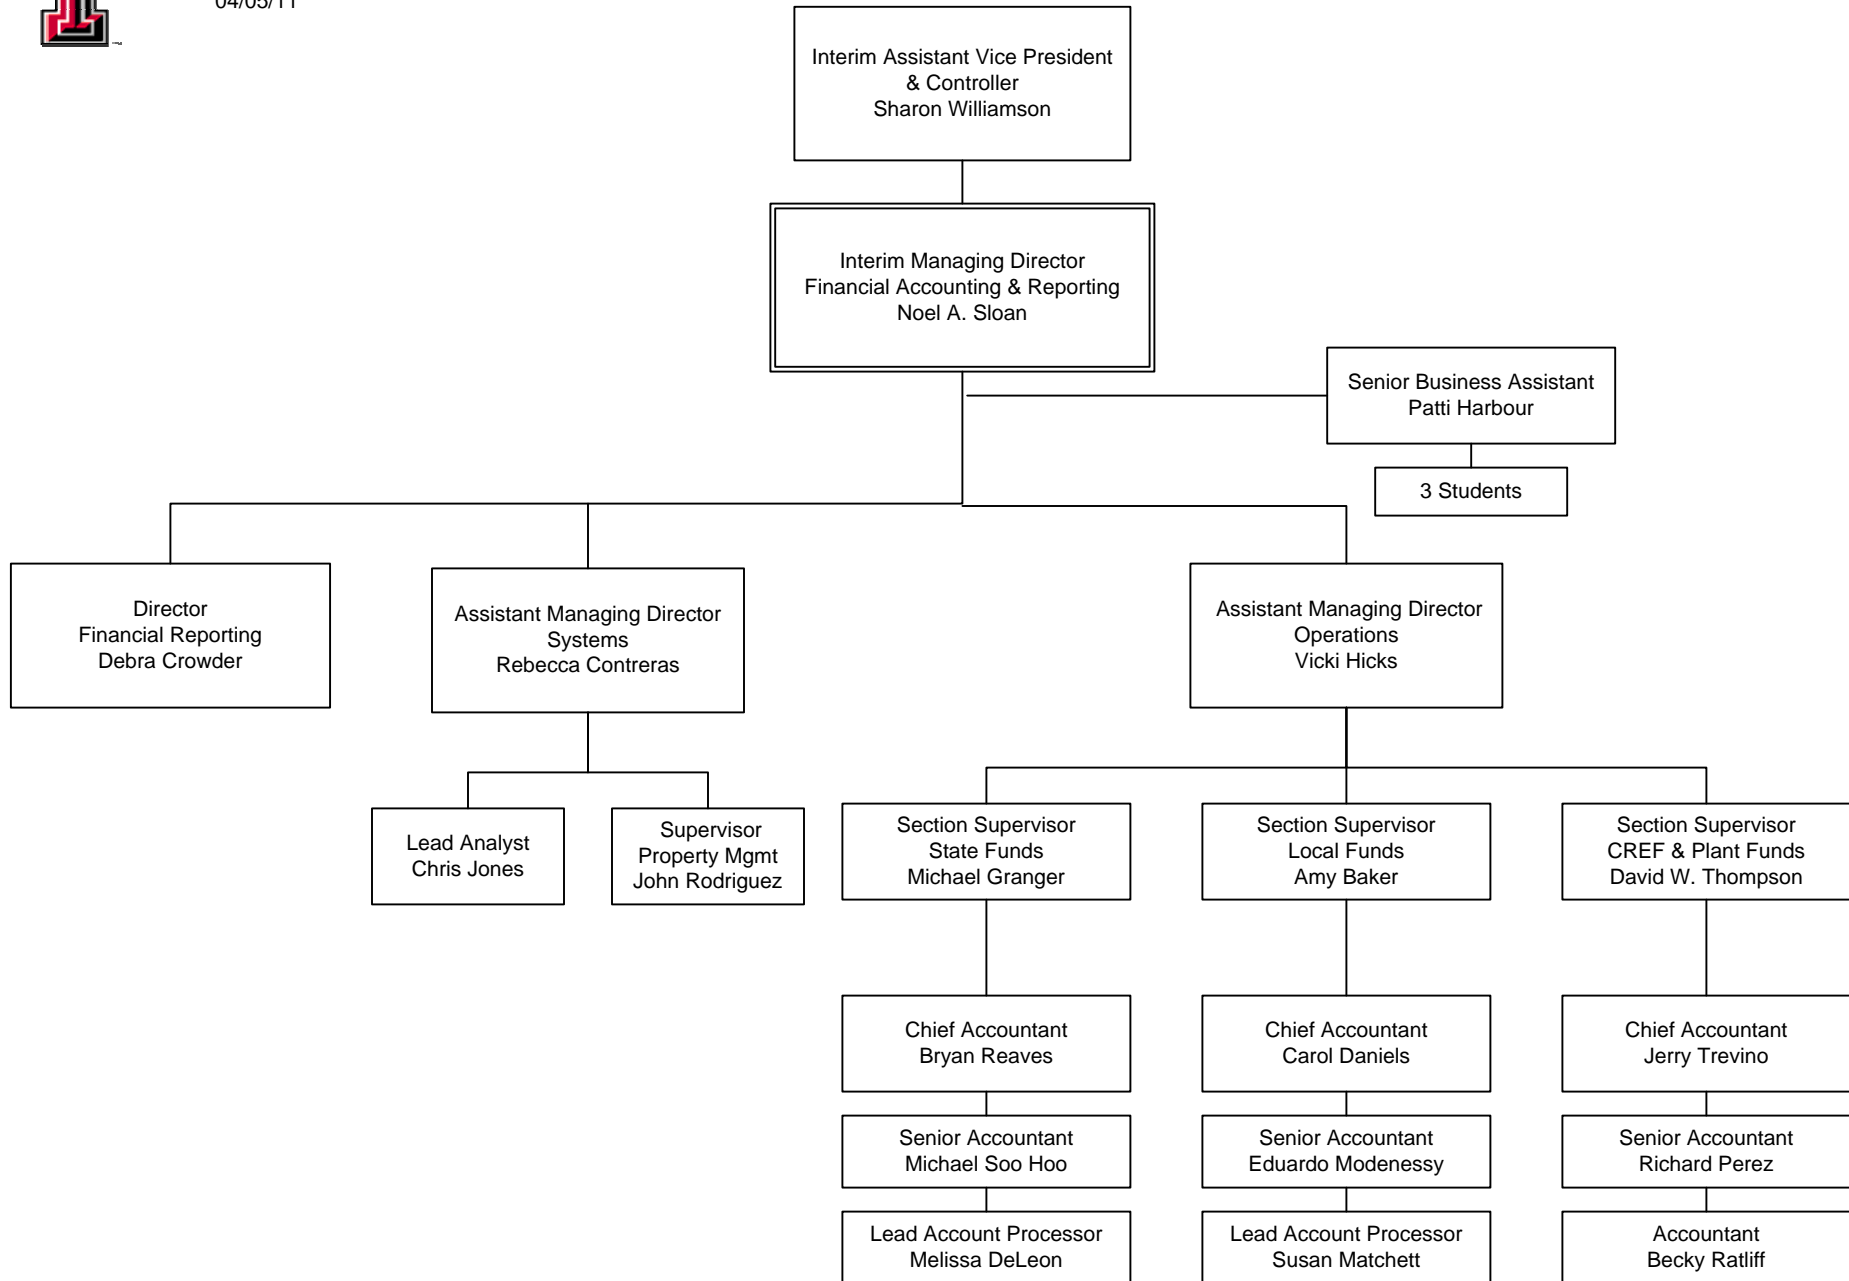 04/05/11
Interim Assistant Vice President
& Controller
Sharon Williamson
Interim Managing Director
Financial Accounting & Reporting
Noel A. Sloan
Senior Business Assistant
Patti Harbour
3 Students
Director
Financial Reporting
Debra Crowder
Assistant Managing Director
Systems
Rebecca Contreras
Assistant Managing Director
Operations
Vicki Hicks
Lead Analyst
Chris Jones
Supervisor
Property Mgmt
John Rodriguez
Section Supervisor
State Funds
Michael Granger
Section Supervisor
Local Funds
Amy Baker
Section Supervisor
CREF & Plant Funds
David W. Thompson
Chief Accountant
Bryan Reaves
Chief Accountant
Carol Daniels
Chief Accountant
Jerry Trevino
Senior Accountant
Michael Soo Hoo
Senior Accountant
Eduardo Modenessy
Senior Accountant
Richard Perez
Lead Account Processor
Melissa DeLeon
Lead Account Processor
Susan Matchett
Accountant
Becky Ratliff